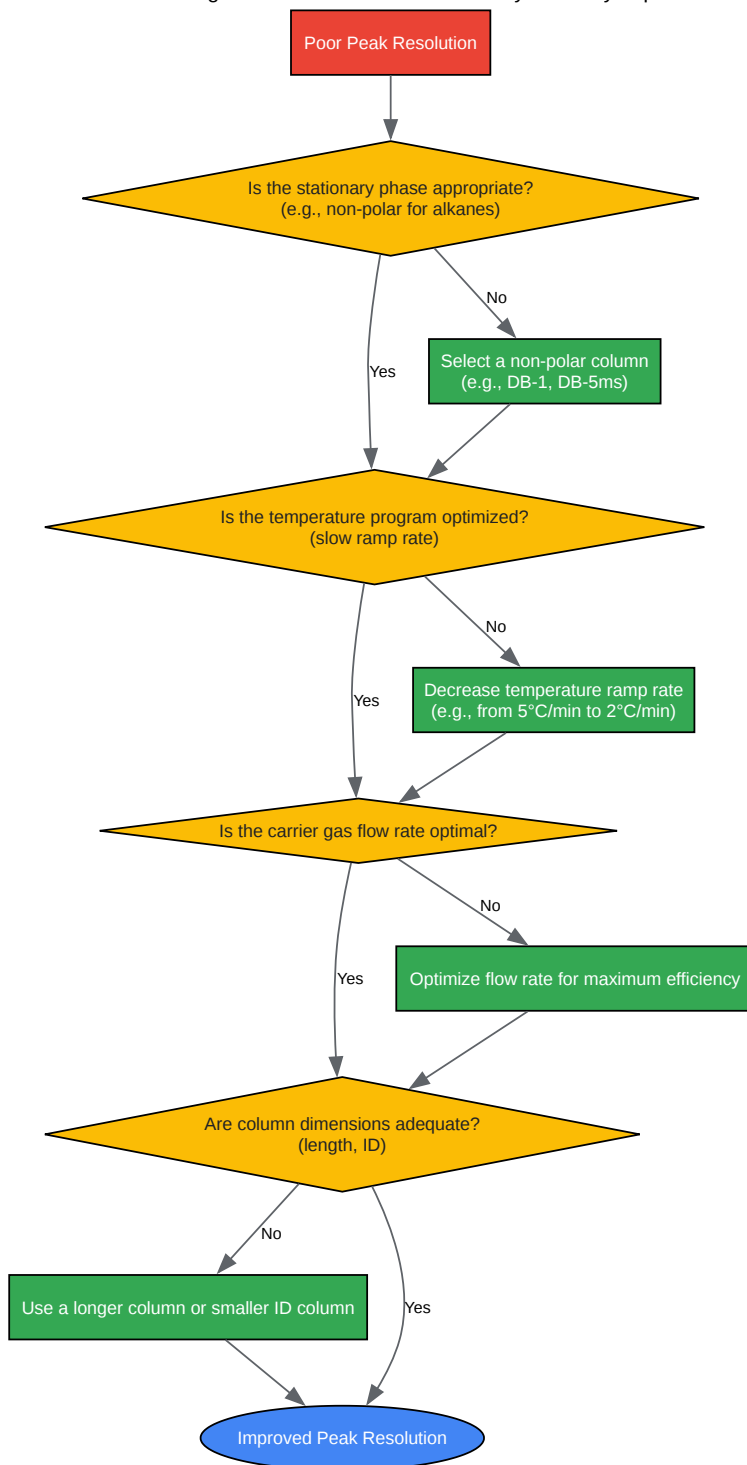 Poor Peak Resolution
Is the stationary phase appropriate?
(e.g., non-polar for alkanes)
No
Yes
Select a non-polar column
(e.g., DB-1, DB-5ms)
Is the temperature program optimized?
(slow ramp rate)
No
Yes
Decrease temperature ramp rate
(e.g., from 5°C/min to 2°C/min)
Is the carrier gas flow rate optimal?
No
Yes
Optimize flow rate for maximum efficiency
Are column dimensions adequate?
(length, ID)
No
Yes
Use a longer column or smaller ID column
Improved Peak Resolution